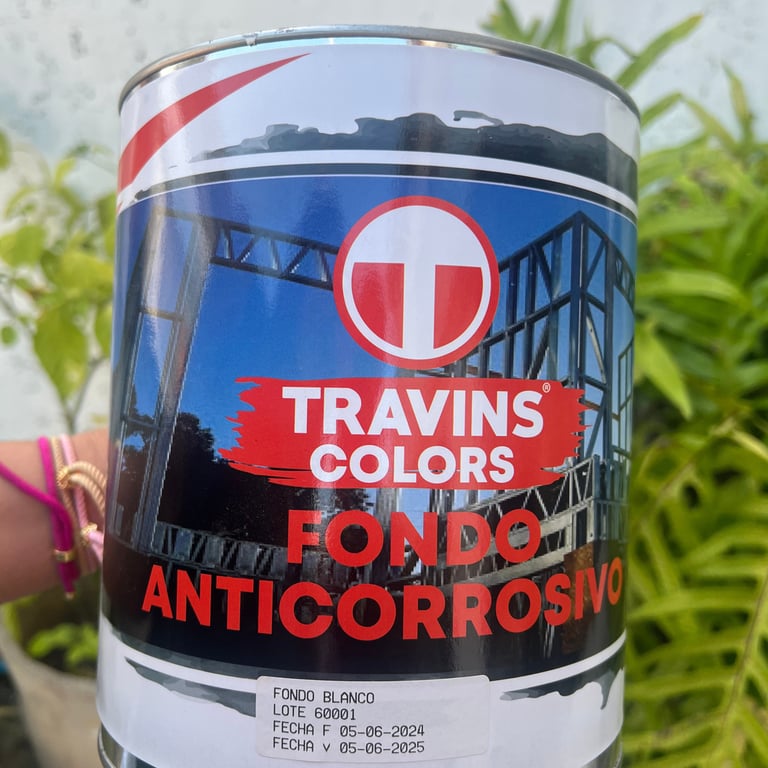 T
TRAVINS®
COLORS
FONDO
ANTICORROSIVO
FONDO BLANCO
LOTE 60001
FECHA F 05-06-2024
FECHA V 05-06-2025